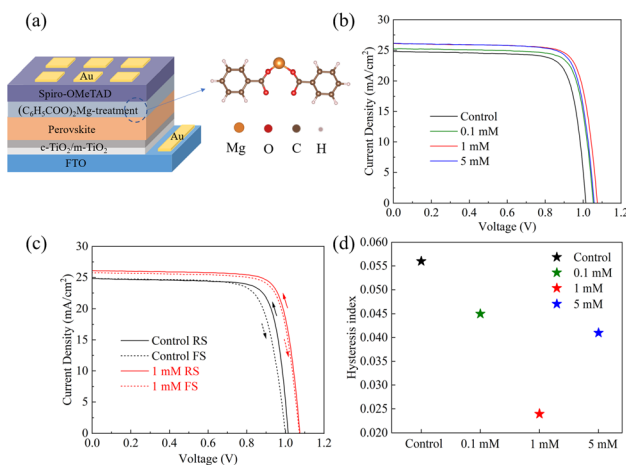 (a)
Au
Spiro-OMeTAD
(C₆H₅COO)₂Mg-treatment
Perovskite
Au
c-TiO₂/m-TiO₂
FTO
Mg O C H
(b)
Current Density (mA/cm²)
30
25
20
15
10
5
0
Control
0.1 mM
1 mM
5 mM
0.0 0.2 0.4 0.6 0.8 1.0 1.2
Voltage (V)
(c)
Current Density (mA/cm²)
30
25
20
15
10
5
0
Control RS
Control FS
1 mM RS
1 mM FS
0.0 0.2 0.4 0.6 0.8 1.0 1.2
Voltage (V)
(d)
Hysteresis index
0.060
0.055
0.050
0.045
0.040
0.035
0.030
0.025
0.020
Control
0.1 mM
1 mM
5 mM
Control 0.1 mM 1 mM 5 mM